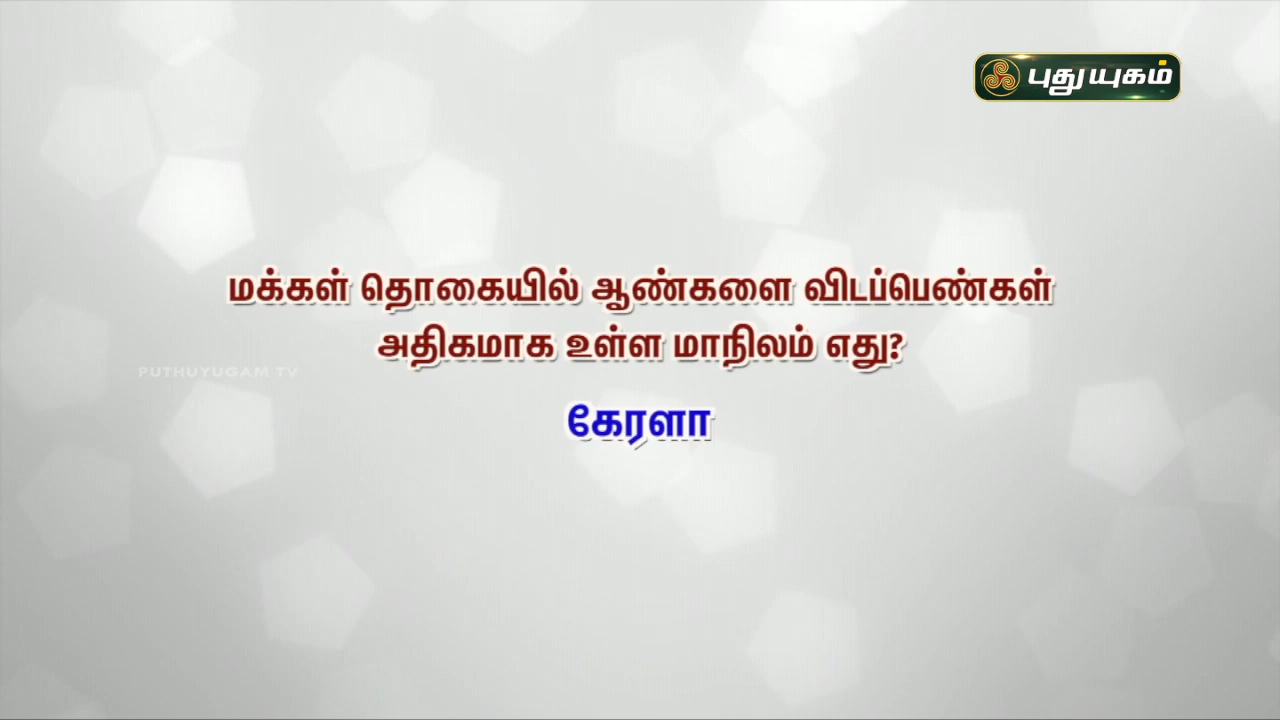 புதுயுகம்
மக்கள் தொகையில் ஆண்களை விடப்பெண்கள்
அதிகமாக உள்ள மாநிலம் எது?
PUTHUYUGAM TV
கேரளா